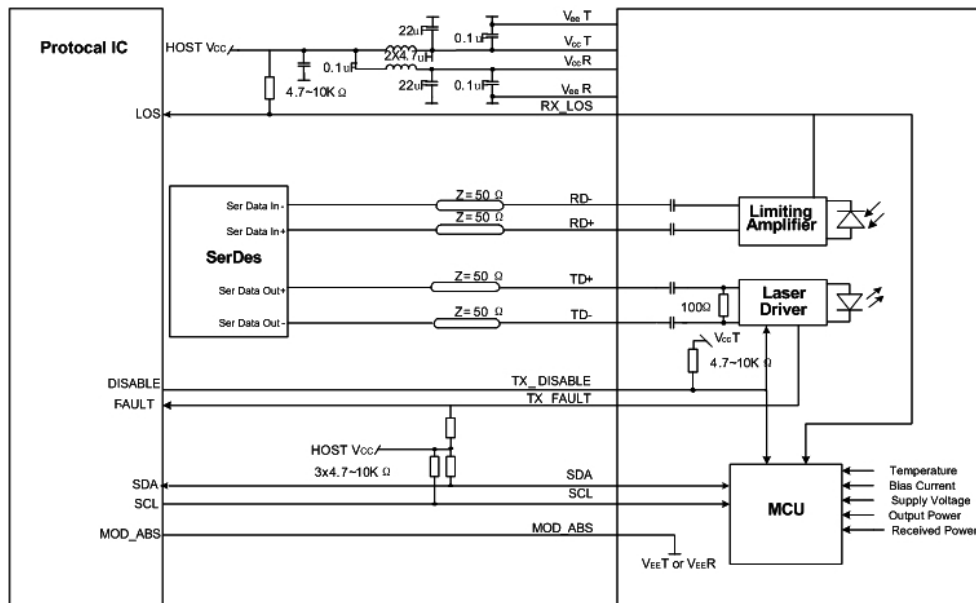 Protocal IC
HOST Vcc
22uF
0.1uF
Vee T
Vcc T
2X4.7uH
0.1uF
Vcc R
22uF
0.1uF
Vee R
4.7~10K Ω
LOS
RX_LOS
Ser Data In -
Z= 50 Ω
RD-
Ser Data In+
Z= 50 Ω
RD+
Limiting
Amplifier
SerDes
Ser Data Out+
Z= 50 Ω
TD+
Ser Data Out -
Z= 50 Ω
TD-
100Ω
Laser
Driver
VccT
4.7~10K Ω
DISABLE
TX_DISABLE
FAULT
TX_FAULT
HOST Vcc
3x4.7~10K Ω
SDA
SDA
SCL
SCL
MOD_ABS
MOD_ABS
VEET or VEER
MCU
Temperature
Bias Current
Supply Voltage
Output Power
Received Power